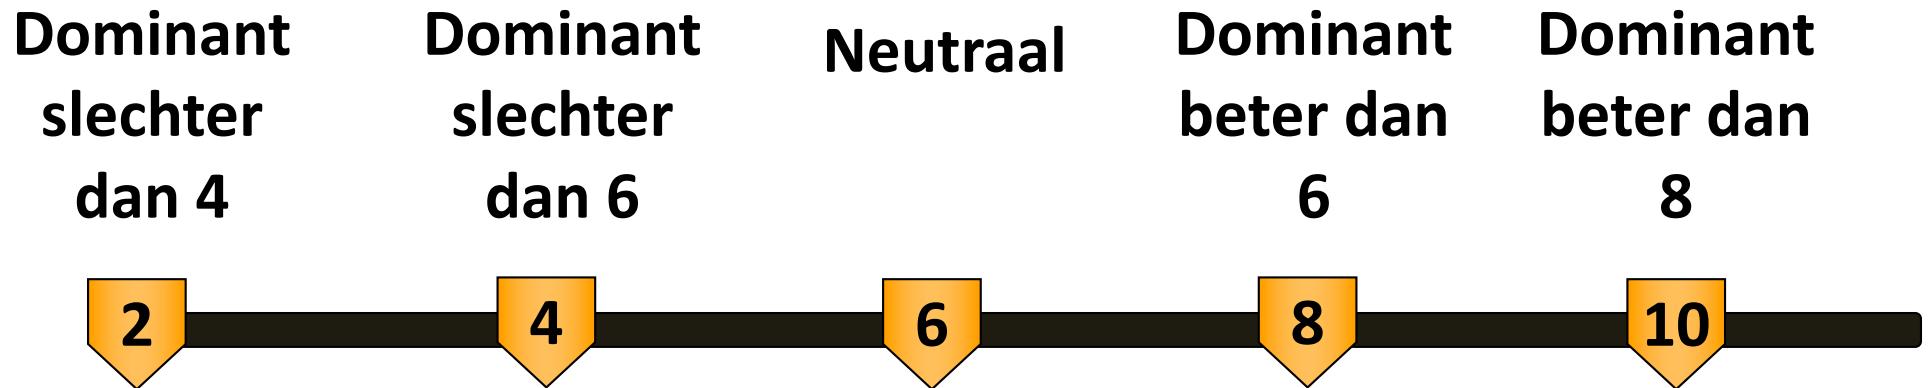 Dominant
slechter
dan 4
Dominant
slechter
dan 6
Neutraal
Dominant
beter dan
6
Dominant
beter dan
8
2
4
6
8
10